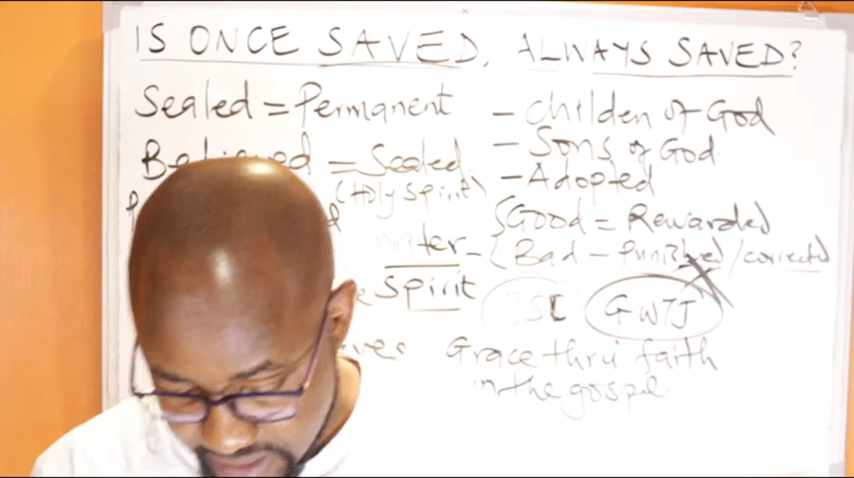 IS ONCE SAVED, ALWAYS SAVED?
Sealed = Permanent
Believed = Sealed
(Holy Spirit)
water
Spirit
- Children of God
- Sons of God
- Adopted
Good = Rewarded
Bad - Punished / corrected
GWTJ
Grace thru faith
in the gospel.